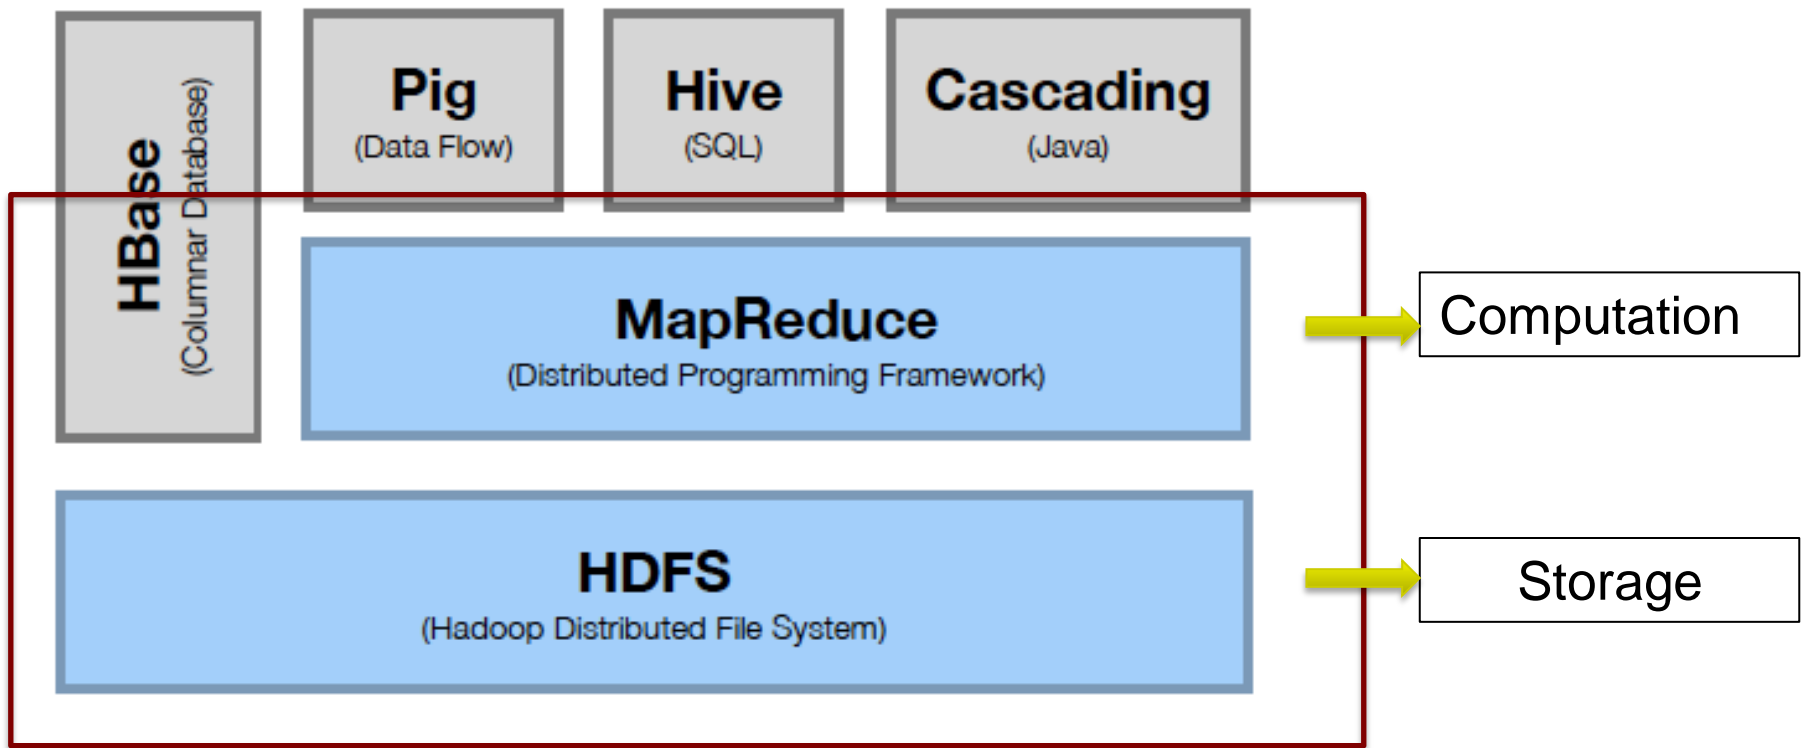 HBase
(Columnar Database)
Pig
(Data Flow)
Hive
(SQL)
Cascading
(Java)
MapReduce
(Distributed Programming Framework)
Computation
HDFS
(Hadoop Distributed File System)
Storage